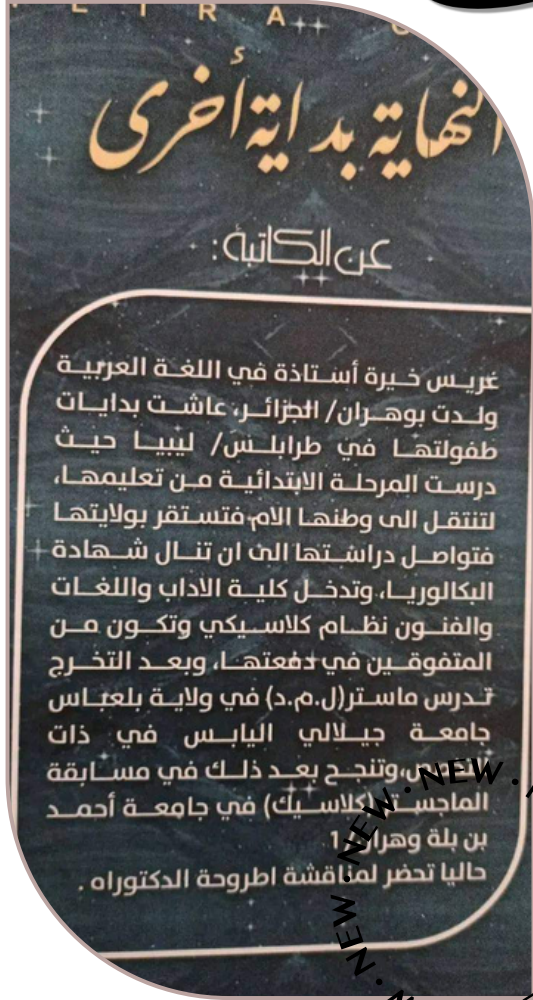 E I R A
النهاية بداية أخرى
عن الكاتبة:
غريس خيرة أستاذة في اللغة العربية
ولدت بوهران/ الجزائر، عاشت بدايات
طفولتها في طرابلس/ ليبيا حيث
درست المرحلة الابتدائية من تعليمها،
لتنتقل الى وطنها الام فتستقر بولايتها
فتواصل دراستها الى ان تنال شهادة
البكالوريا، وتدخل كلية الاداب واللغات
والفنون نظام كلاسيكي وتكون من
المتفوقين في دفعتها، وبعد التخرج
تدرس ماستر(ل.م.د) في ولاية بلعباس
جامعة جيلالي اليابس في ذات
،وتنجح بعد ذلك في مسابقة
الماجستير(كلاسيك) في جامعة أحمد
بن بلة وهران 1
حاليا تحضر لمناقشة اطروحة الدكتوراه .
NEW · NEW · NEW ·